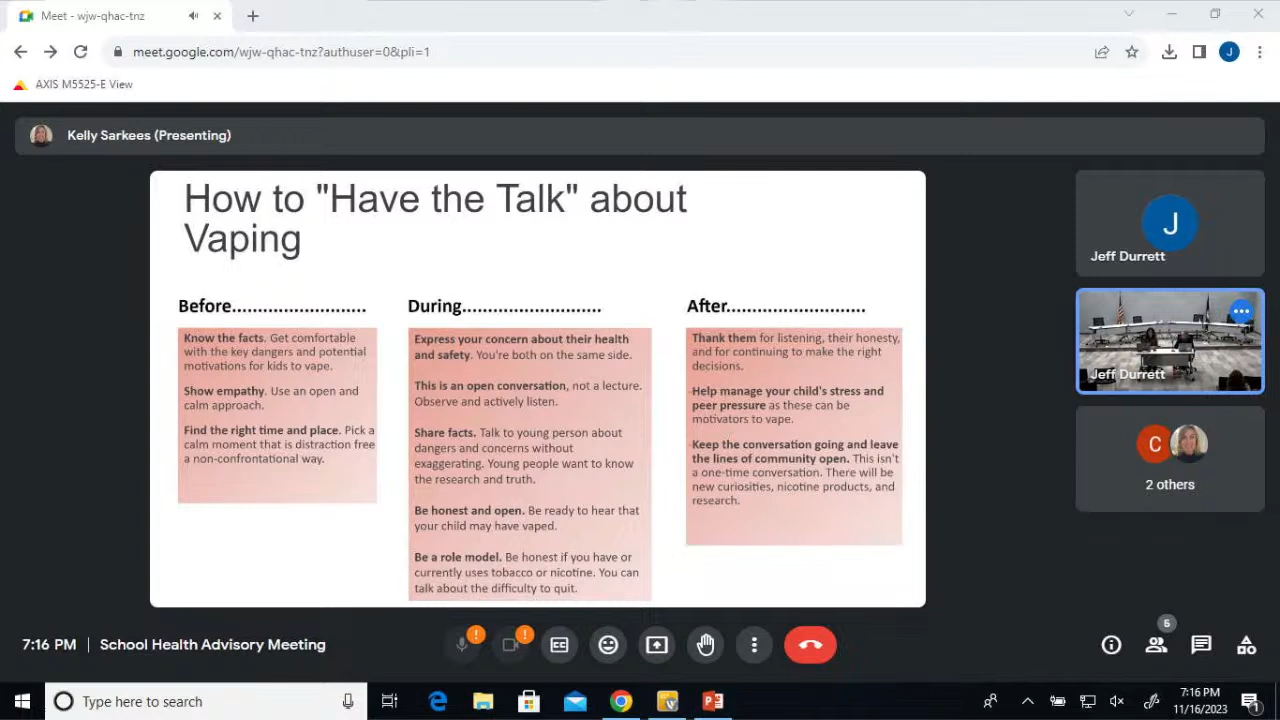 Meet - wjw-qhac-tnz
meet.google.com/wjw-qhac-tnz?authuser=0&pli=1
J
AXIS M5525-E View
Kelly Sarkees (Presenting)
How to "Have the Talk" about
Vaping
Before.........................
Know the facts. Get comfortable
with the key dangers and potential
motivations for kids to vape.
Show empathy. Use an open and
calm approach.
Find the right time and place. Pick a
calm moment that is distraction free
a non-confrontational way.
During..........................
Express your concern about their health
and safety. You're both on the same side.
This is an open conversation, not a lecture.
Observe and actively listen.
Share facts. Talk to young person about
dangers and concerns without
exaggerating. Young people want to know
the research and truth.
Be honest and open. Be ready to hear that
your child may have vaped.
Be a role model. Be honest if you have or
currently uses tobacco or nicotine. You can
talk about the difficulty to quit.
After..........................
Thank them for listening, their honesty,
and for continuing to make the right
decisions.
Help manage your child's stress and
peer pressure as these can be
motivators to vape.
Keep the conversation going and leave
the lines of community open. This isn't
a one-time conversation. There will be
new curiosities, nicotine products, and
research.
J
Jeff Durrett
Jeff Durrett
C
2 others
7:16 PM | School Health Advisory Meeting
5
Type here to search
7:16 PM
11/16/2023
1